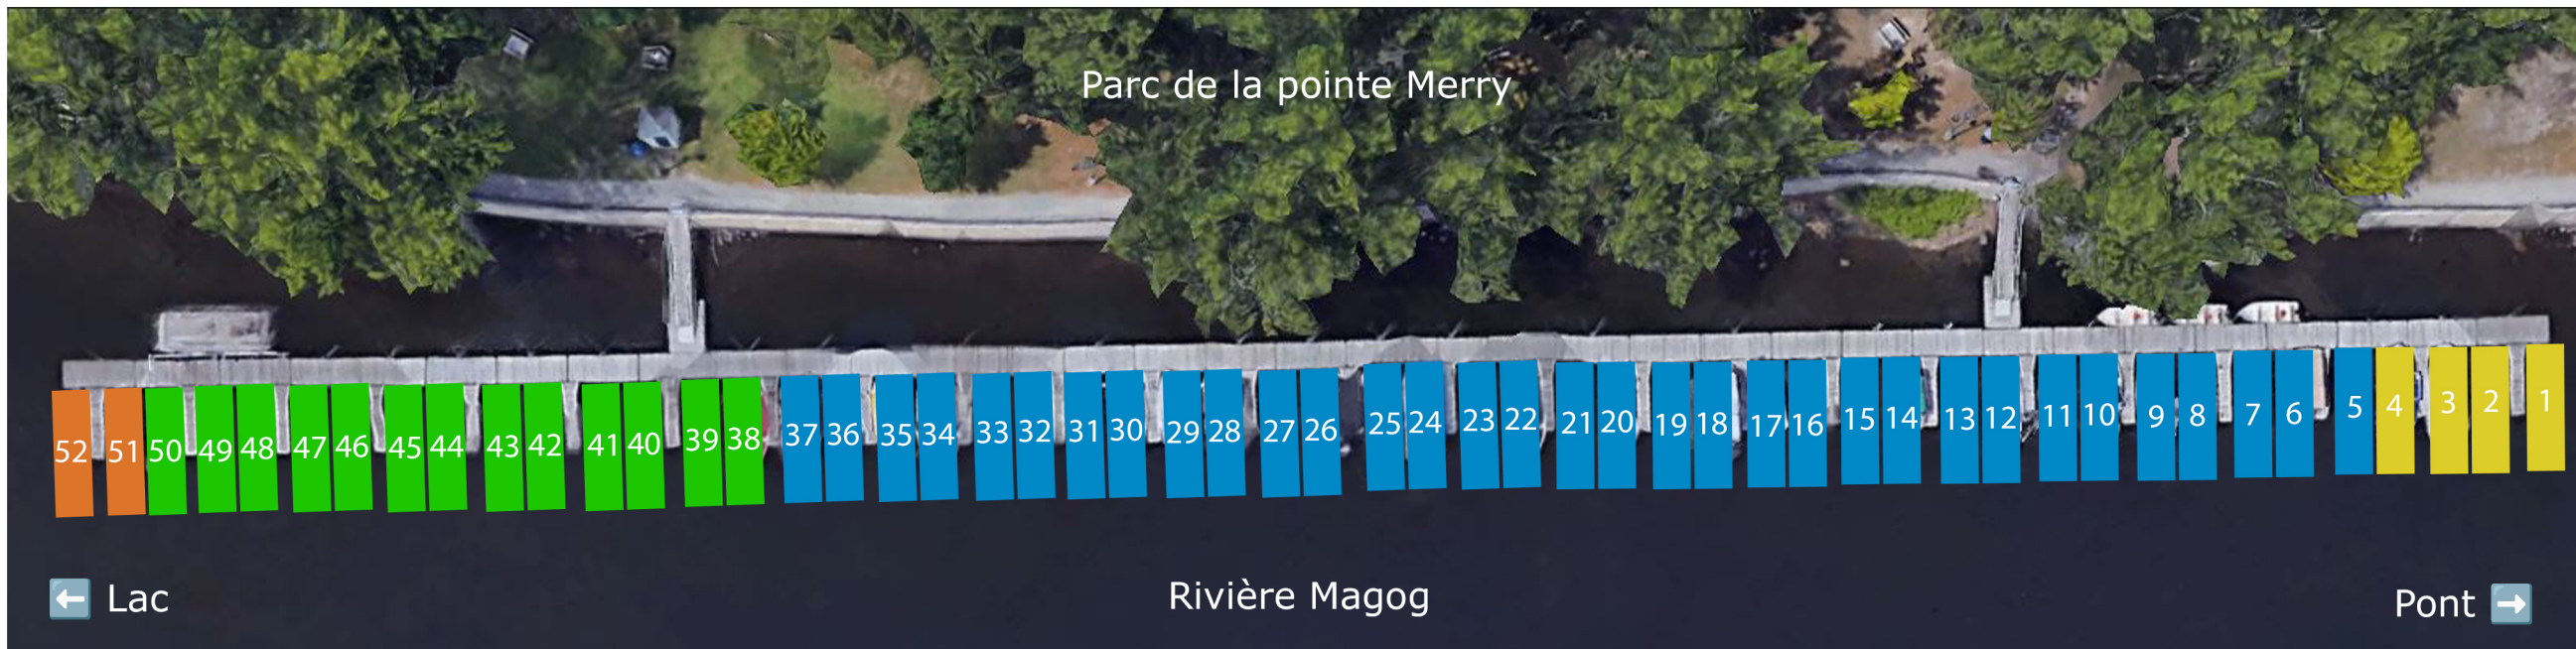 Parc de la pointe Merry
52 51 50 49 48 47 46 45 44 43 42 41 40 39 38 37 36 35 34 33 32 31 30 29 28 27 26 25 24 23 22 21 20 19 18 17 16 15 14 13 12 11 10 9 8 7 6 5 4 3 2 1
Lac
Rivière Magog
Pont